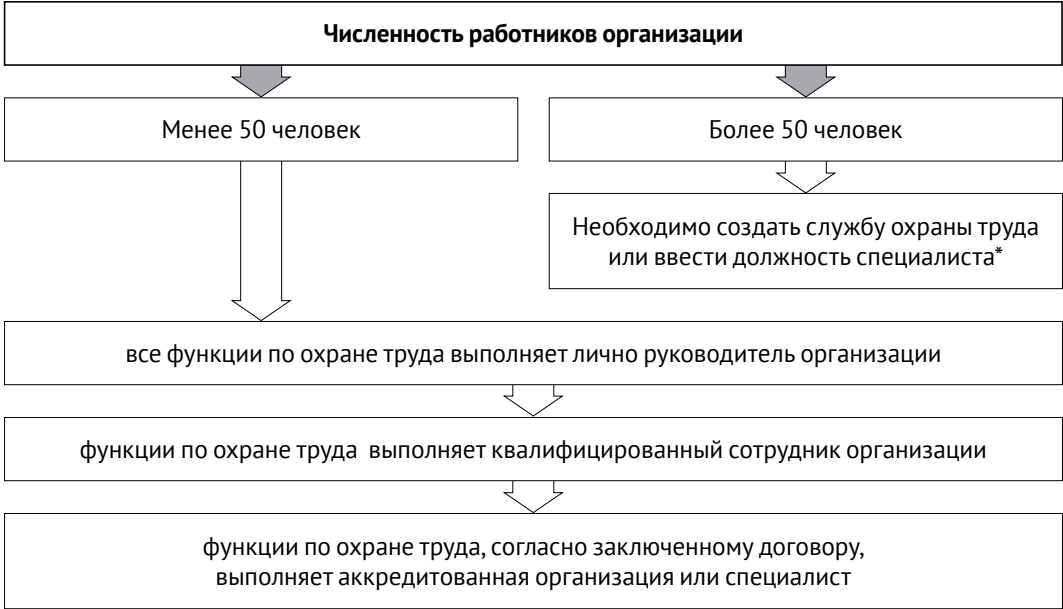 Численность работников организации
Менее 50 человек
Более 50 человек
Необходимо создать службу охраны труда
или ввести должность специалиста*
все функции по охране труда выполняет лично руководитель организации
функции по охране труда выполняет квалифицированный сотрудник организации
функции по охране труда, согласно заключенному договору,
выполняет аккредитованная организация или специалист